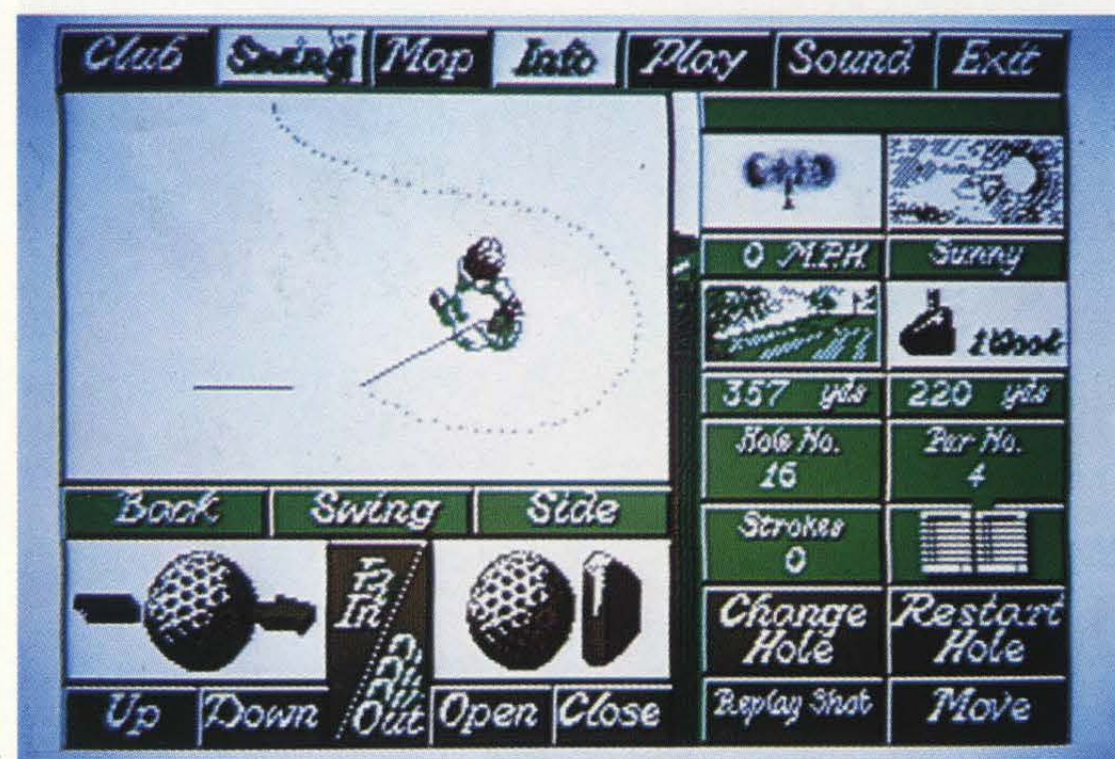 Club Swing Map Info Play Sound Exit
0 M.P.H. Sunny
1 Wood
357 yds 220 yds
Hole No. Par No.
16 4
Strokes
0
Back Swing Side
In
In
Out
Up Down Open Close
Change Hole
Restart Hole
Replay Shot Move